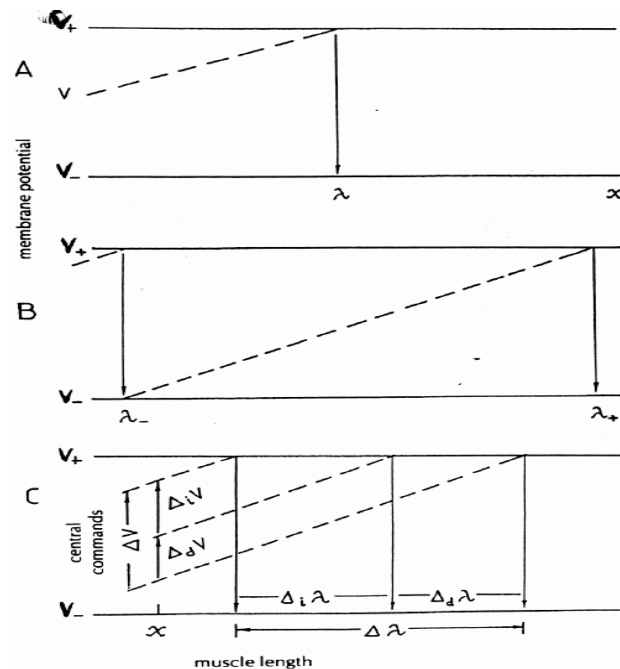 V+
A
V
V−
λ
x
membrane potential
V+
B
V−
λ−
λ+
V+
C
central commands
ΔV
ΔiV
ΔdV
V−
x
Δiλ
Δdλ
Δλ
muscle length